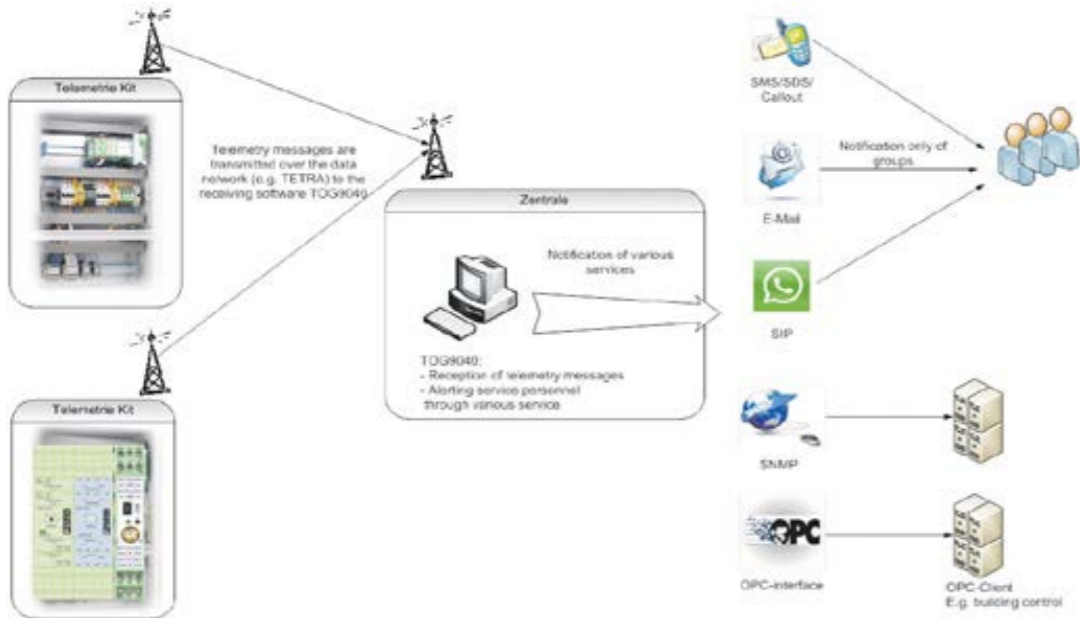 Telemetrie Kit
Telemetry messages are
transmitted over the data
network (e.g. TETRA) to the
receiving software TOG9040
Telemetrie Kit
Zentrale
Notification of various
services
TOG9040:
- Reception of telemetry messages
- Alerting service personnel
through various service
SMS/SDS/
Callout
Notification only of
groups
E-Mail
SIP
SNMP
OPC
OPC-interface
OPC-Client
E.g. building control